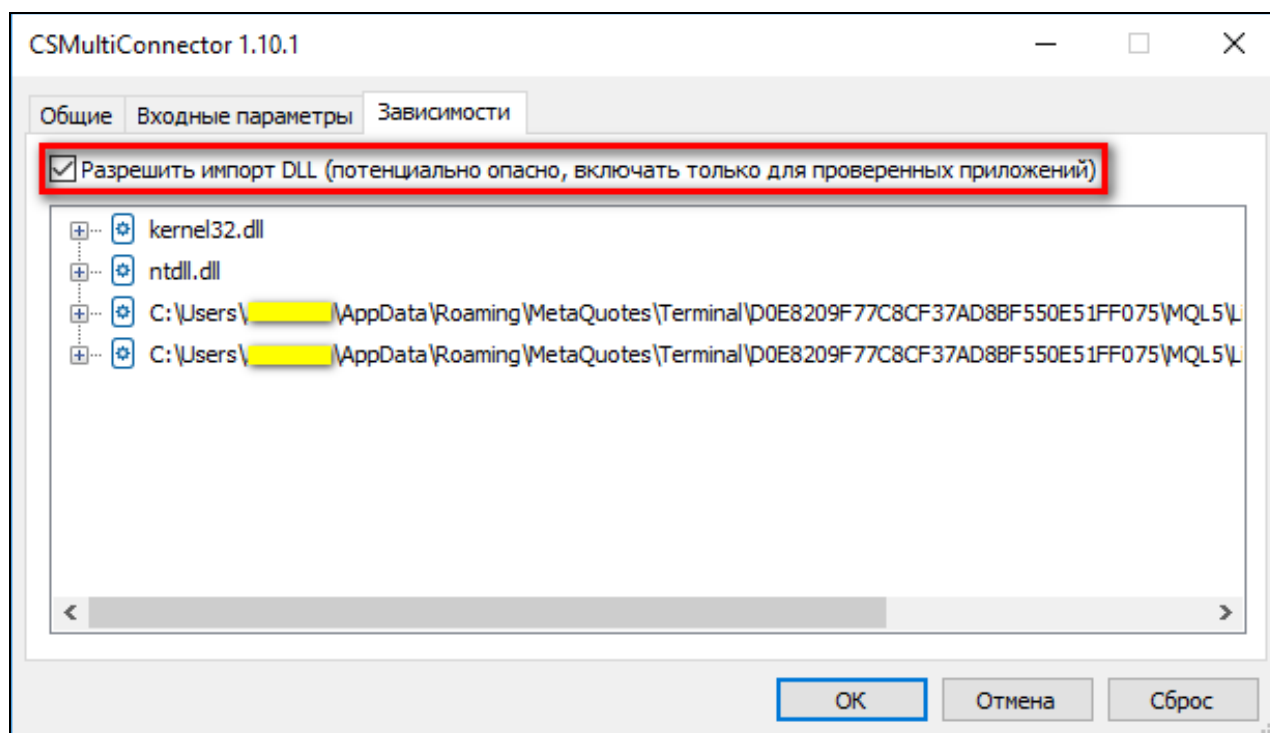 CSMultiConnector 1.10.1
Общие Входные параметры Зависимости
Разрешить импорт DLL (потенциально опасно, включать только для проверенных приложений)
kernel32.dll
ntdll.dll
C:\Users\ \AppData\Roaming\MetaQuotes\Terminal\D0E8209F77C8CF37AD8BF550E51FF075\MQL5\Li
C:\Users\ \AppData\Roaming\MetaQuotes\Terminal\D0E8209F77C8CF37AD8BF550E51FF075\MQL5\Li
OK Отмена Сброс